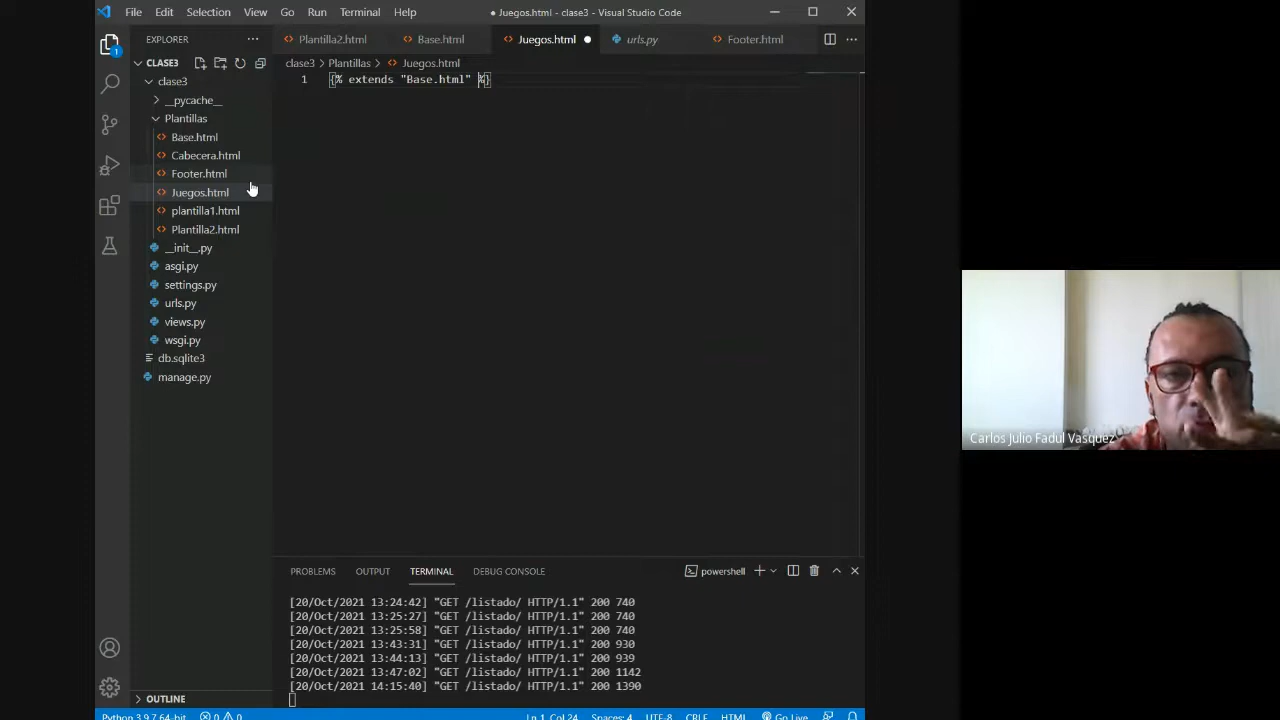 File Edit Selection View Go Run Terminal Help
● Juegos.html - clase3 - Visual Studio Code
EXPLORER
Plantilla2.html Base.html Juegos.html urls.py Footer.html
CLASE3
clase3 > Plantillas > Juegos.html
1 {% extends "Base.html" %}
clase3
__pycache__
Plantillas
Base.html
Cabecera.html
Footer.html
Juegos.html
plantilla1.html
Plantilla2.html
__init__.py
asgi.py
settings.py
urls.py
views.py
wsgi.py
db.sqlite3
manage.py
OUTLINE
PROBLEMS OUTPUT TERMINAL DEBUG CONSOLE
powershell
[20/Oct/2021 13:24:42] "GET /listado/ HTTP/1.1" 200 740
[20/Oct/2021 13:25:27] "GET /listado/ HTTP/1.1" 200 740
[20/Oct/2021 13:25:58] "GET /listado/ HTTP/1.1" 200 740
[20/Oct/2021 13:43:31] "GET /listado/ HTTP/1.1" 200 930
[20/Oct/2021 13:44:13] "GET /listado/ HTTP/1.1" 200 939
[20/Oct/2021 13:47:02] "GET /listado/ HTTP/1.1" 200 1142
[20/Oct/2021 14:15:40] "GET /listado/ HTTP/1.1" 200 1390
Python 3.9.7 64-bit 0 0 Ln 1, Col 24 Spaces: 4 UTF-8 CRLF HTML Go Live
1
Carlos Julio Fadul Vasquez